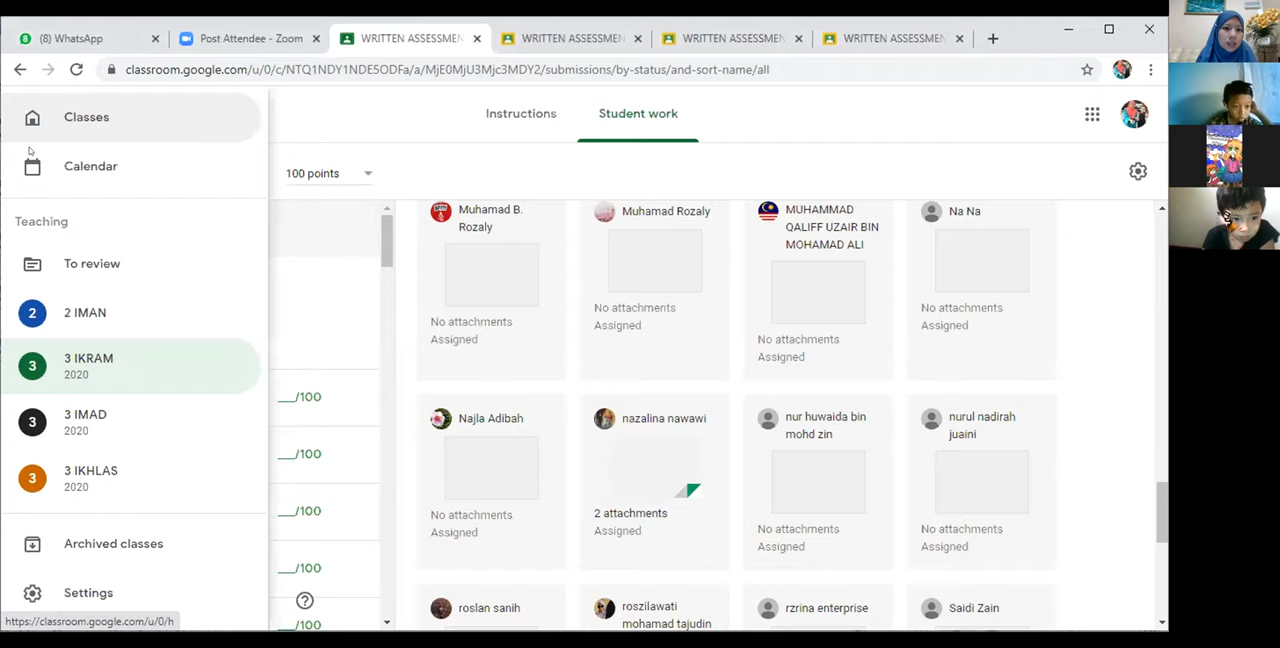 (8) WhatsApp
Post Attendee - Zoom
WRITTEN ASSESSMEN
WRITTEN ASSESSMEN
WRITTEN ASSESSMEN
WRITTEN ASSESSMEN
classroom.google.com/u/0/c/NTQ1NDY1NDE5ODFa/a/MjE0MjU3Mjc3MDY2/submissions/by-status/and-sort-name/all
Classes
Calendar
Teaching
To review
2
2 IMAN
3
3 IKRAM
2020
3
3 IMAD
2020
3
3 IKHLAS
2020
Archived classes
Settings
https://classroom.google.com/u/0/h
Instructions
Student work
100 points
__/100
__/100
__/100
__/100
__/100
Muhamad B.
Rozaly
No attachments
Assigned
Muhamad Rozaly
No attachments
Assigned
MUHAMMAD
QALIFF UZAIR BIN
MOHAMAD ALI
No attachments
Assigned
Na Na
No attachments
Assigned
Najla Adibah
No attachments
Assigned
nazalina nawawi
2 attachments
Assigned
nur huwaida bin
mohd zin
No attachments
Assigned
nurul nadirah
juaini
No attachments
Assigned
roslan sanih
roszilawati
mohamad tajudin
rzrina enterprise
Saidi Zain